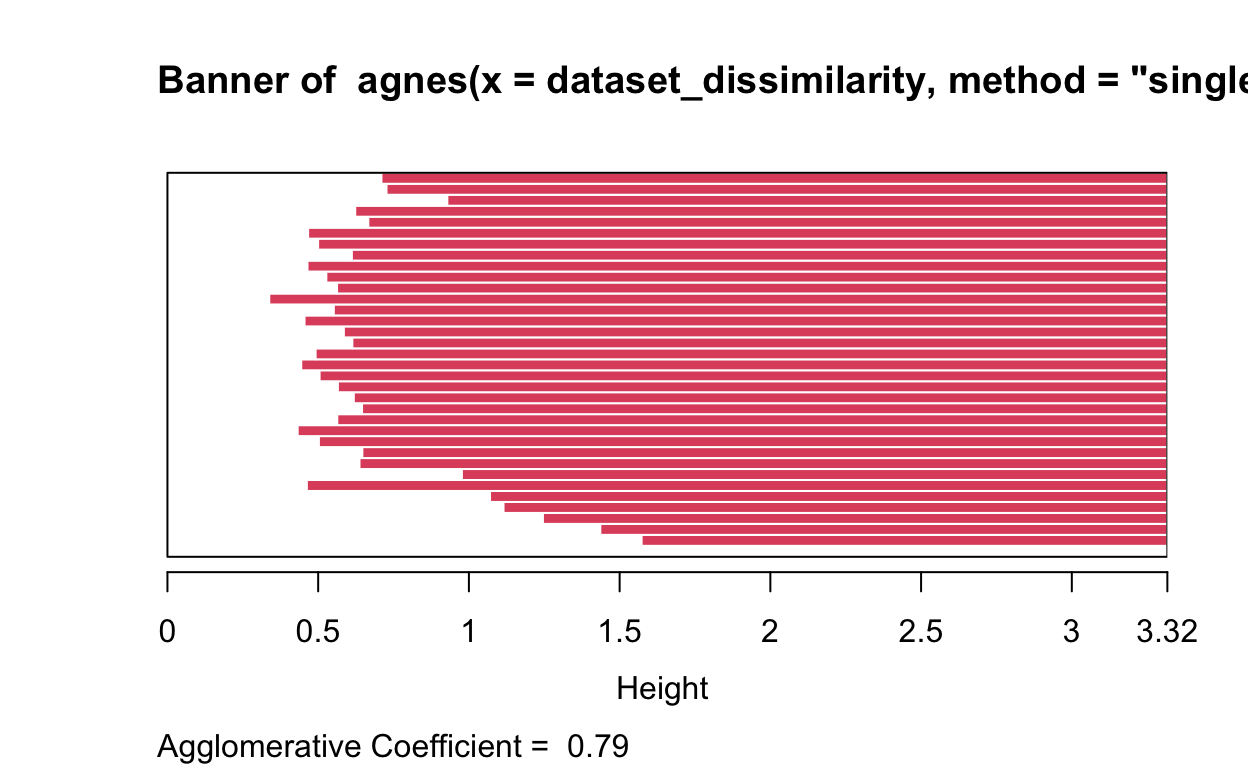 Banner of  agnes(x = dataset_dissimilarity, method = "single
0 0.5 1 1.5 2 2.5 3 3.32
Height
Agglomerative Coefficient =  0.79